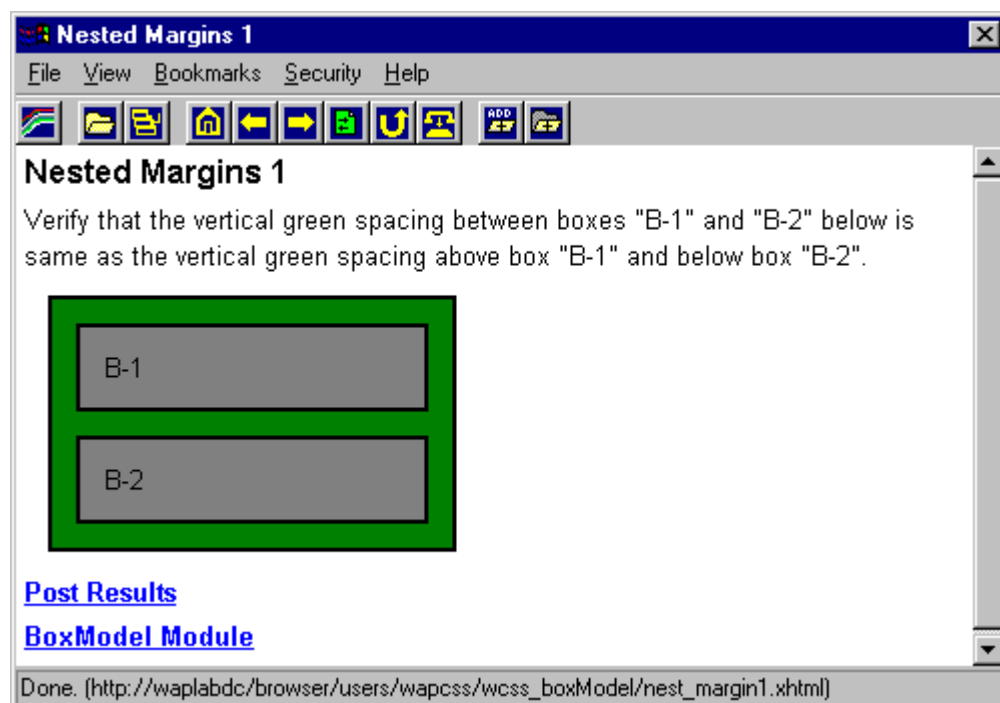 Nested Margins 1
File View Bookmarks Security Help
ADD
Nested Margins 1
Verify that the vertical green spacing between boxes "B-1" and "B-2" below is
same as the vertical green spacing above box "B-1" and below box "B-2".
B-1
B-2
Post Results
BoxModel Module
Done. (http://waplabdc/browser/users/wapcss/wcss_boxModel/nest_margin1.xhtml)